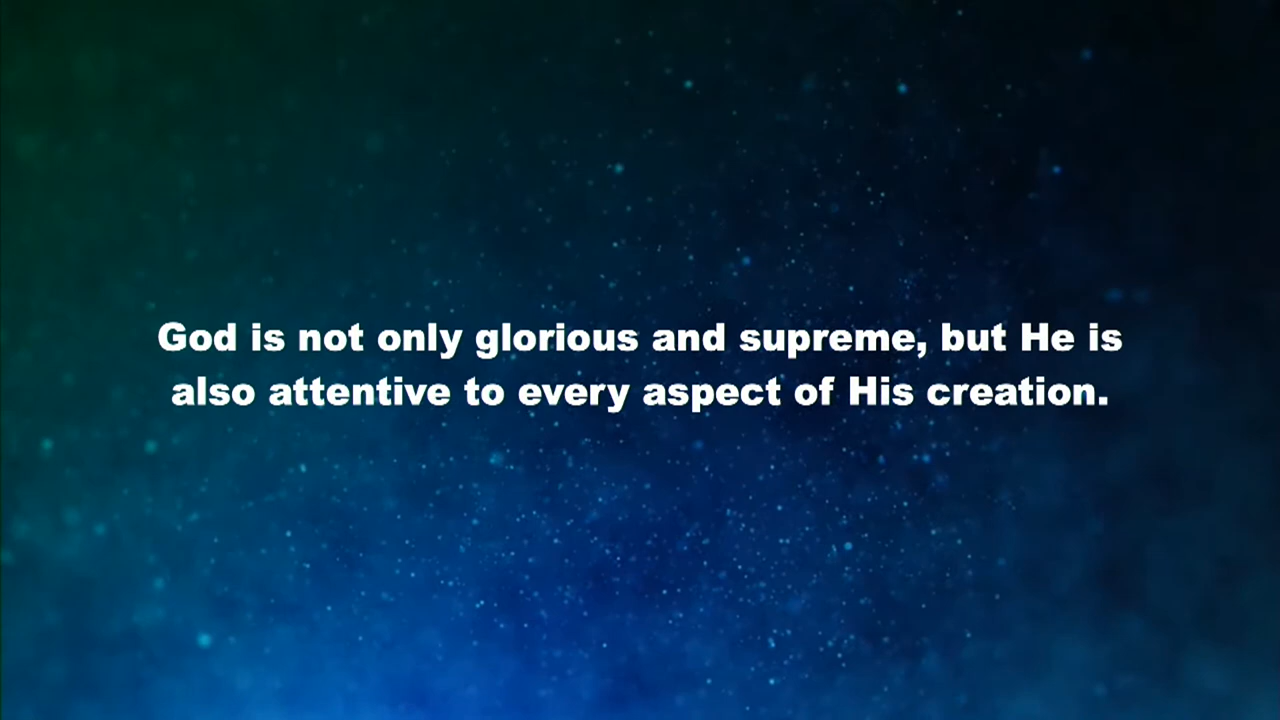 God is not only glorious and supreme, but He is
also attentive to every aspect of His creation.